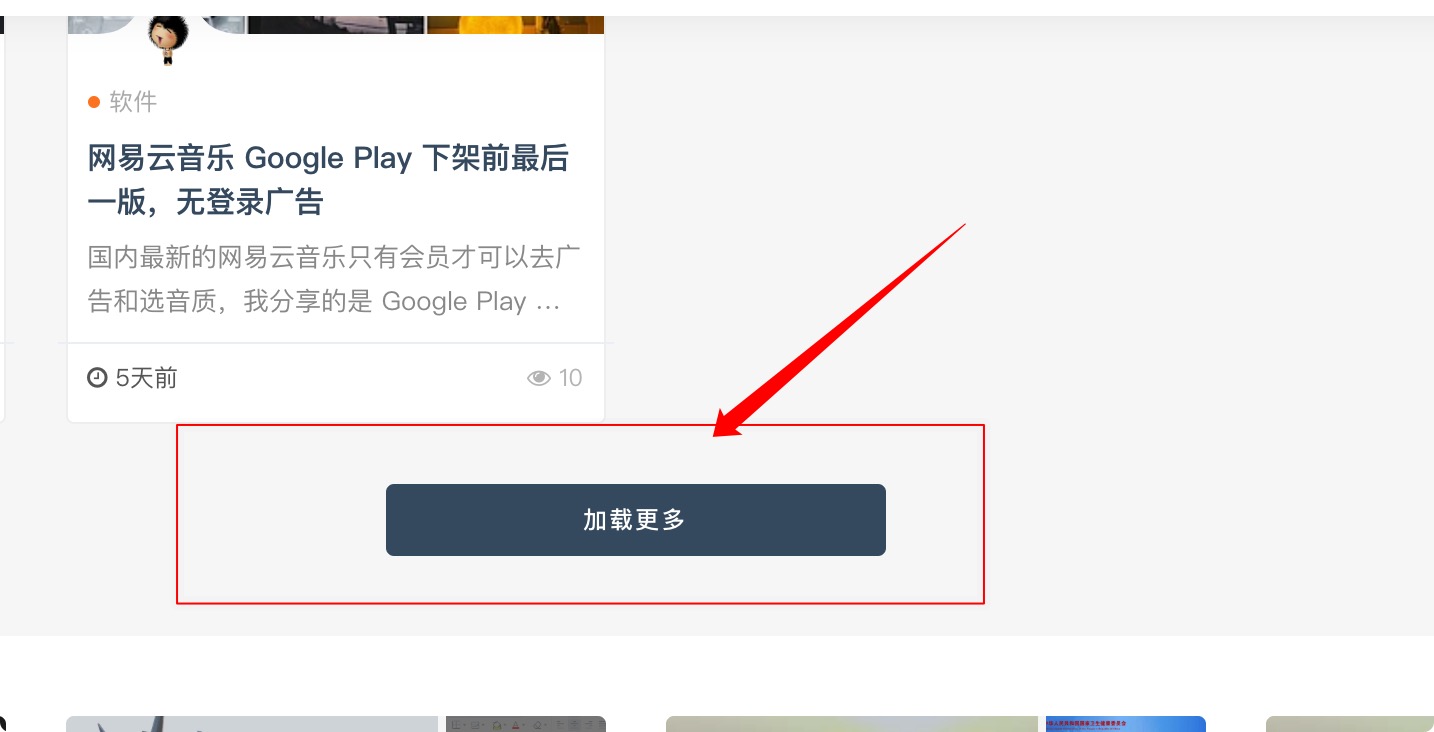 软件
网易云音乐 Google Play 下架前最后
一版，无登录广告
国内最新的网易云音乐只有会员才可以去广
告和选音质，我分享的是 Google Play ...
5天前
10
加载更多